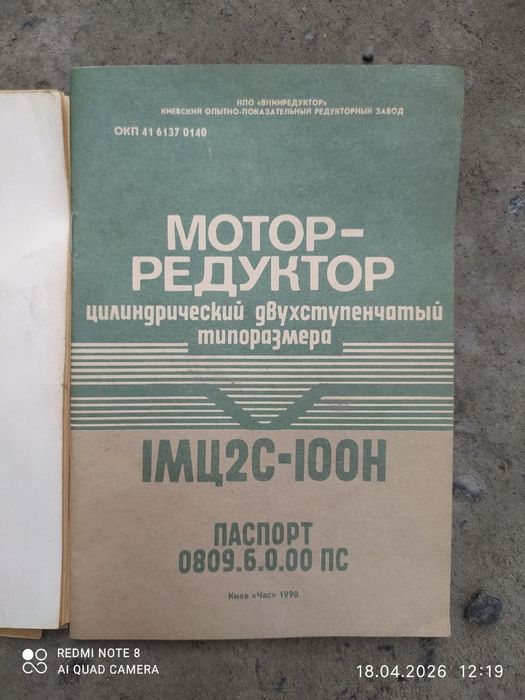 НПО «ВНИИРЕДУКТОР»
КИЕВСКИЙ ОПЫТНО-ПОКАЗАТЕЛЬНЫЙ РЕДУКТОРНЫЙ ЗАВОД
ОКП 41 6137 0140
МОТОР-
РЕДУКТОР
цилиндрический двухступенчатый
типоразмера
1МЦ2С-100Н
ПАСПОРТ
0809.6.0.00 ПС
Киев «Час» 1990
REDMI NOTE 8
AI QUAD CAMERA
18.04.2026 12:19